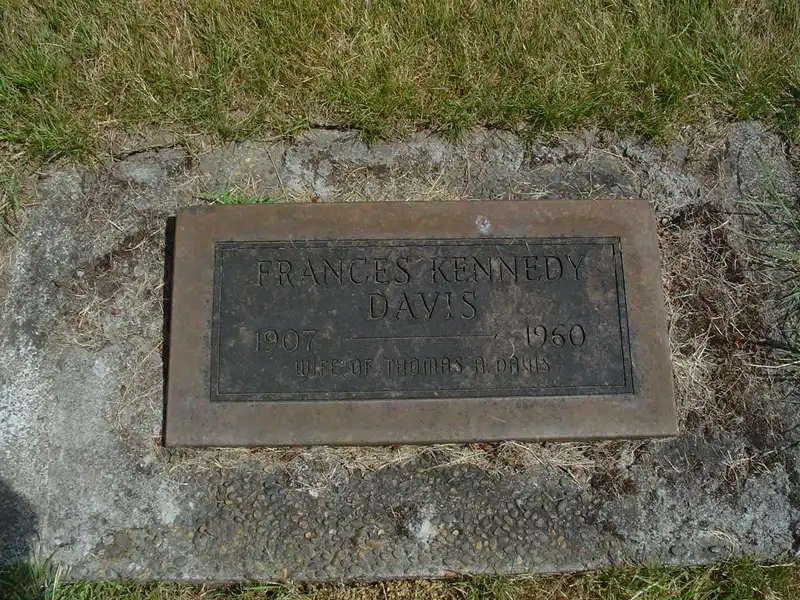 FRANCES KENNEDY
DAVIS
1907 — 1960
WIFE OF THOMAS A. DAVIS